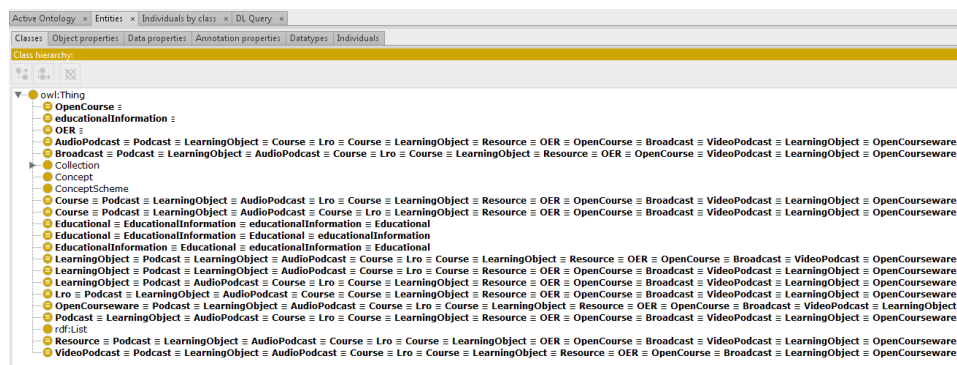 Active Ontology × Entities × Individuals by class × DL Query ×
Classes Object properties Data properties Annotation properties Datatypes Individuals
Class hierarchy:
owl:Thing
OpenCourse ≡
educationalInformation ≡
OER ≡
AudioPodcast ≡ Podcast ≡ LearningObject ≡ Course ≡ Lro ≡ Course ≡ LearningObject ≡ Resource ≡ OER ≡ OpenCourse ≡ Broadcast ≡ VideoPodcast ≡ LearningObject ≡ OpenCourseware
Broadcast ≡ Podcast ≡ LearningObject ≡ AudioPodcast ≡ Course ≡ Lro ≡ Course ≡ LearningObject ≡ Resource ≡ OER ≡ OpenCourse ≡ VideoPodcast ≡ LearningObject ≡ OpenCourseware
Collection
Concept
ConceptScheme
Course ≡ Podcast ≡ LearningObject ≡ AudioPodcast ≡ Lro ≡ Course ≡ LearningObject ≡ Resource ≡ OER ≡ OpenCourse ≡ Broadcast ≡ VideoPodcast ≡ LearningObject ≡ OpenCourseware
Course ≡ Podcast ≡ LearningObject ≡ AudioPodcast ≡ Course ≡ Lro ≡ LearningObject ≡ Resource ≡ OER ≡ OpenCourse ≡ Broadcast ≡ VideoPodcast ≡ LearningObject ≡ OpenCourseware
Educational ≡ EducationalInformation ≡ educationalInformation ≡ Educational
Educational ≡ EducationalInformation ≡ Educational ≡ educationalInformation
EducationalInformation ≡ Educational ≡ educationalInformation ≡ Educational
LearningObject ≡ Podcast ≡ LearningObject ≡ AudioPodcast ≡ Course ≡ Lro ≡ Course ≡ LearningObject ≡ Resource ≡ OER ≡ OpenCourse ≡ Broadcast ≡ VideoPodcast ≡ OpenCourseware
LearningObject ≡ Podcast ≡ LearningObject ≡ AudioPodcast ≡ Course ≡ Lro ≡ Course ≡ Resource ≡ OER ≡ OpenCourse ≡ Broadcast ≡ VideoPodcast ≡ LearningObject ≡ OpenCourseware
LearningObject ≡ Podcast ≡ AudioPodcast ≡ Course ≡ Lro ≡ Course ≡ LearningObject ≡ Resource ≡ OER ≡ OpenCourse ≡ Broadcast ≡ VideoPodcast ≡ LearningObject ≡ OpenCourseware
Lro ≡ Podcast ≡ LearningObject ≡ AudioPodcast ≡ Course ≡ Course ≡ LearningObject ≡ Resource ≡ OER ≡ OpenCourse ≡ Broadcast ≡ VideoPodcast ≡ LearningObject ≡ OpenCourseware
OpenCourseware ≡ Podcast ≡ LearningObject ≡ AudioPodcast ≡ Course ≡ Lro ≡ Course ≡ LearningObject ≡ Resource ≡ OER ≡ OpenCourse ≡ Broadcast ≡ VideoPodcast ≡ LearningObject
Podcast ≡ LearningObject ≡ AudioPodcast ≡ Course ≡ Lro ≡ Course ≡ LearningObject ≡ Resource ≡ OER ≡ OpenCourse ≡ Broadcast ≡ VideoPodcast ≡ LearningObject ≡ OpenCourseware
rdf:List
Resource ≡ Podcast ≡ LearningObject ≡ AudioPodcast ≡ Course ≡ Lro ≡ Course ≡ LearningObject ≡ OER ≡ OpenCourse ≡ Broadcast ≡ VideoPodcast ≡ LearningObject ≡ OpenCourseware
VideoPodcast ≡ Podcast ≡ LearningObject ≡ AudioPodcast ≡ Course ≡ Lro ≡ Course ≡ LearningObject ≡ Resource ≡ OER ≡ OpenCourse ≡ Broadcast ≡ LearningObject ≡ OpenCourseware